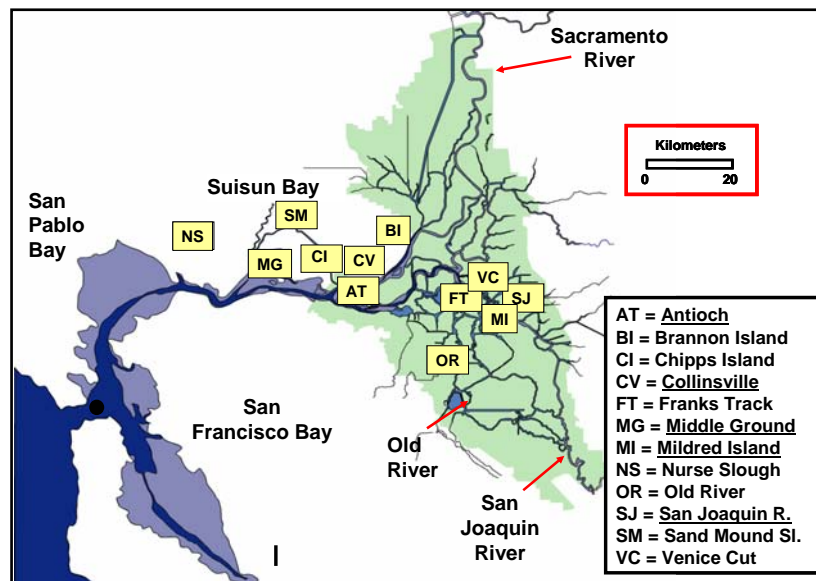 Sacramento
River
Kilometers
0 20
San
Pablo
Bay
Suisun Bay
SM
NS
BI
CI
CV
MG
AT
VC
FT
SJ
MI
OR
San
Francisco Bay
Old
River
San
Joaquin
River
AT = Antioch
BI = Brannon Island
CI = Chipps Island
CV = Collinsville
FT = Franks Track
MG = Middle Ground
MI = Mildred Island
NS = Nurse Slough
OR = Old River
SJ = San Joaquin R.
SM = Sand Mound Sl.
VC = Venice Cut